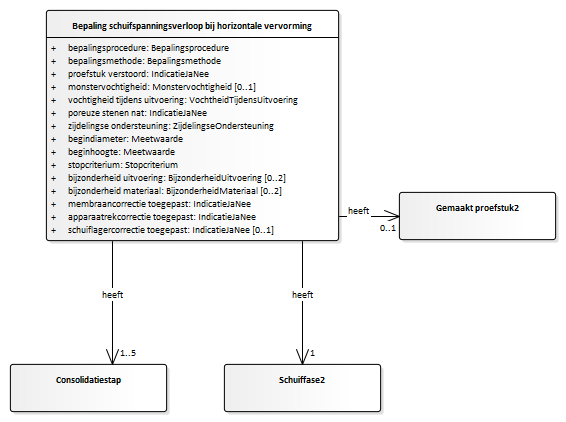 Bepaling schuifspanningsverloop bij horizontale vervorming
+ bepalingsprocedure: Bepalingsprocedure
+ bepalingsmethode: Bepalingsmethode
+ proefstuk verstoord: IndicatieJaNee
+ monstervochtigheid: Monstervochtigheid [0..1]
+ vochtigheid tijdens uitvoering: VochtheidTijdensUitvoering
+ poreuze stenen nat: IndicatieJaNee
+ zijdelingse ondersteuning: ZijdelingseOndersteuning
+ begindiameter: Meetwaarde
+ beginhoogte: Meetwaarde
+ stopcriterium: Stopcriterium
+ bijzonderheid uitvoering: BijzonderheidUitvoering [0..2]
+ bijzonderheid materiaal: BijzonderheidMateriaal [0..2]
+ membraancorrectie toegepast: IndicatieJaNee
+ apparaatrekcorrectie toegepast: IndicatieJaNee
+ schuiflagercorrectie toegepast: IndicatieJaNee [0..1]
heeft
0..1
Gemaakt proefstuk2
heeft
heeft
1..5
1
Consolidatiestap
Schuiffase2